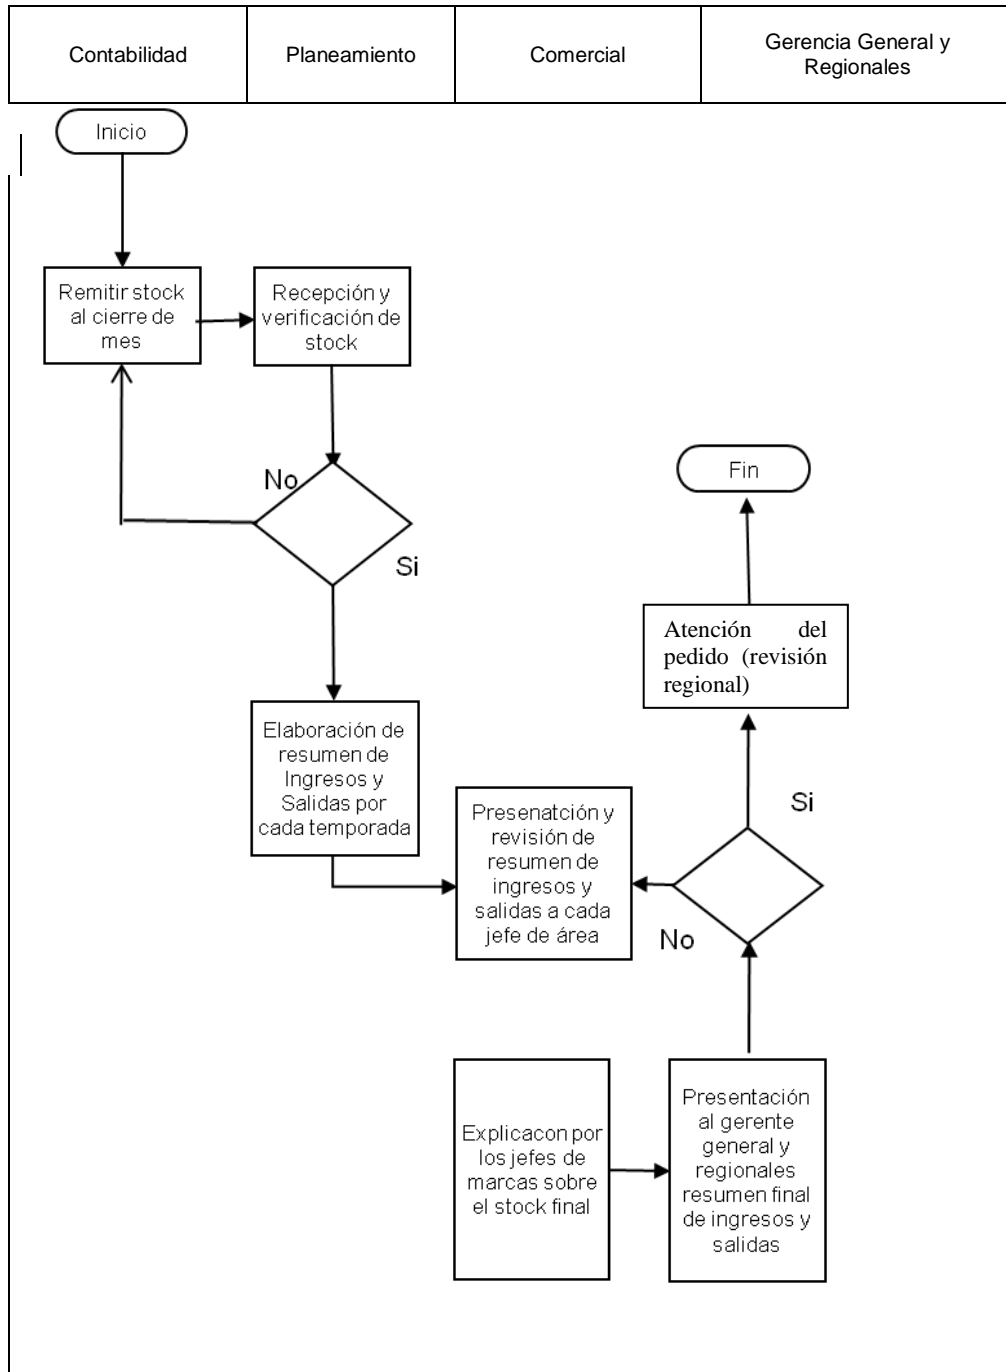 Contabilidad
Planeamiento
Comercial
Gerencia General y
Regionales
Inicio
Remitir stock
al cierre de
mes
Recepción y
verificación de
stock
No
Si
Fin
Atención del
pedido (revisión
regional)
Elaboración de
resumen de
Ingresos y
Salidas por
cada temporada
Presenatción y
revisión de
resumen de
ingresos y
salidas a cada
jefe de área
Si
No
Explicacon por
los jefes de
marcas sobre
el stock final
Presentación
al gerente
general y
regionales
resumen final
de ingresos y
salidas